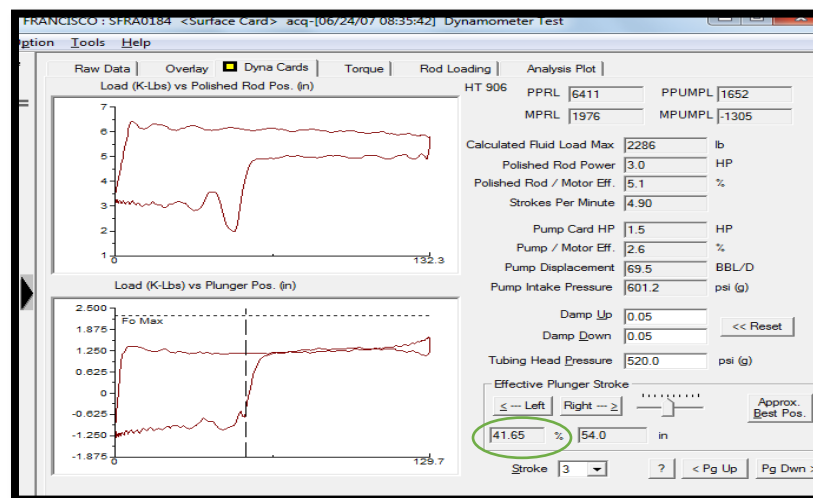 FRANCISCO : SFRA0184 <Surface Card> acq-[06/24/07 08:35:42] Dynamometer Test
ption Tools Help
Raw Data Overlay Dyna Cards Torque Rod Loading Analysis Plot
Load (K-Lbs) vs Polished Rod Pos. (in)
7
6
5
4
3
2
1
0 132.3
Load (K-Lbs) vs Plunger Pos. (in)
2.500
Fo Max
1.875
1.250
0.625
0
-0.625
-1.250
-1.875
0 129.7
HT 906 PPRL 6411 PPUMPL 1652
MPRL 1976 MPUMPL -1305
Calculated Fluid Load Max 2286 lb
Polished Rod Power 3.0 HP
Polished Rod / Motor Eff. 5.1 %
Strokes Per Minute 4.90
Pump Card HP 1.5 HP
Pump / Motor Eff. 2.6 %
Pump Displacement 69.5 BBL/D
Pump Intake Pressure 601.2 psi (g)
Damp Up 0.05
Damp Down 0.05
<< Reset
Tubing Head Pressure 520.0 psi (g)
Effective Plunger Stroke
< --- Left Right --- >
Approx.
Best Pos.
41.65 % 54.0 in
Stroke 3 ? < Pg Up Pg Dwn >